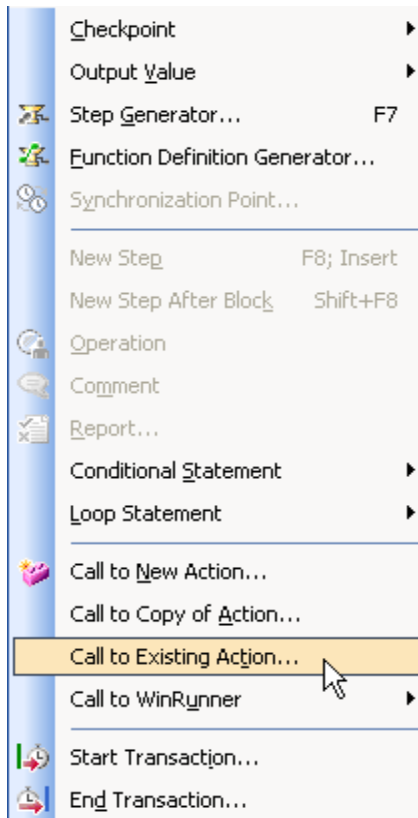 Checkpoint
Output Value
Step Generator... F7
Function Definition Generator...
Synchronization Point...
New Step F8; Insert
New Step After Block Shift+F8
Operation
Comment
Report...
Conditional Statement
Loop Statement
Call to New Action...
Call to Copy of Action...
Call to Existing Action...
Call to WinRunner
Start Transaction...
End Transaction...